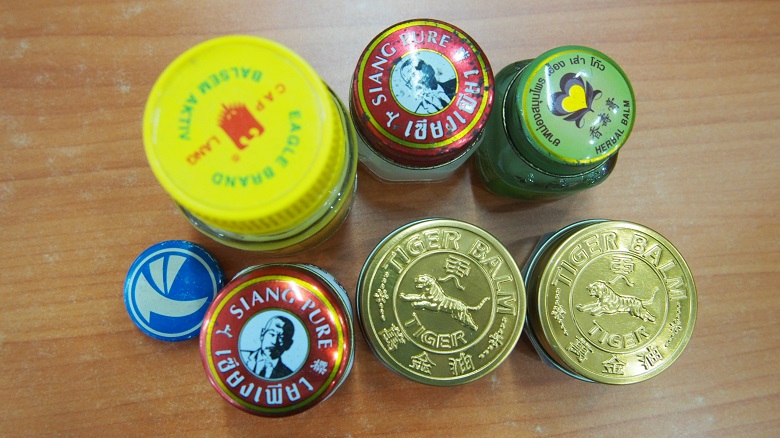 EAGLE BRAND
BALSEM AKTIV
CAP
LANG
®
SIANG PURE
เซียงเพียว
HERBAL BALM
SIANG PURE
เซียงเพียว
TIGER BALM
虎
TIGER
萬金油
TIGER BALM
虎
TIGER
萬金油